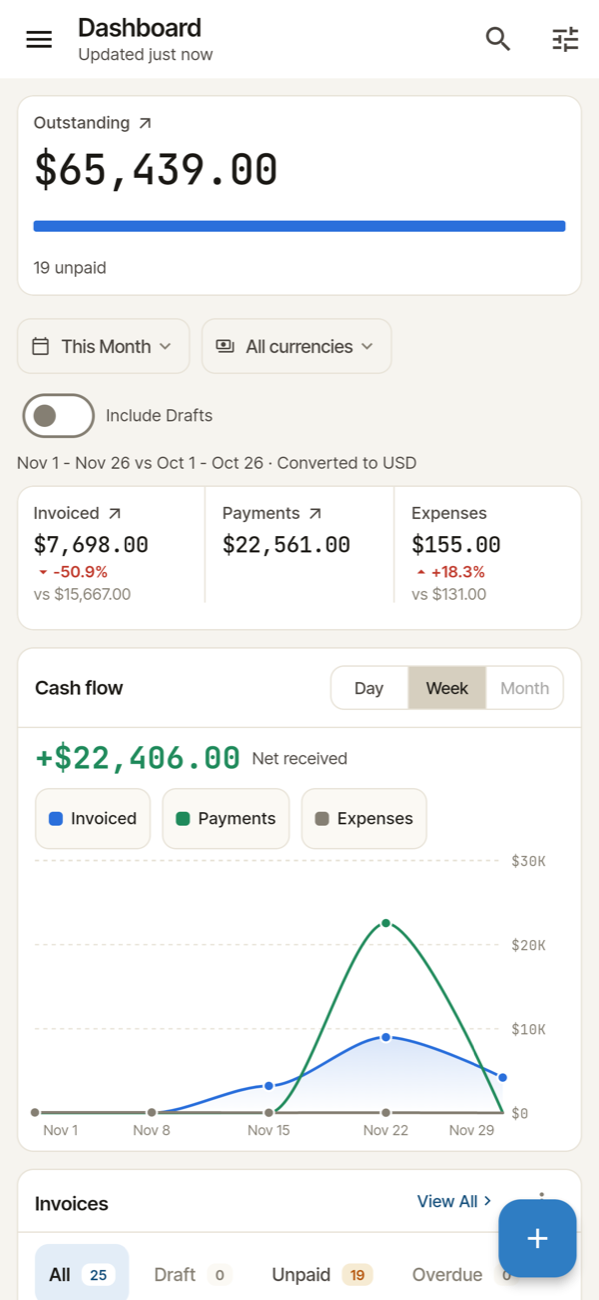 Dashboard
Updated just now
Outstanding
$65,439.00
19 unpaid
This Month
All currencies
Include Drafts
Nov 1 - Nov 26 vs Oct 1 - Oct 26 · Converted to USD
Invoiced
$7,698.00
-50.9%
vs $15,667.00
Payments
$22,561.00
Expenses
$155.00
+18.3%
vs $131.00
Cash flow
Day
Week
Month
+$22,406.00 Net received
Invoiced
Payments
Expenses
$30K
$20K
$10K
$0
Nov 1
Nov 8
Nov 15
Nov 22
Nov 29
Invoices
View All
All 25
Draft 0
Unpaid 19
Overdue 0